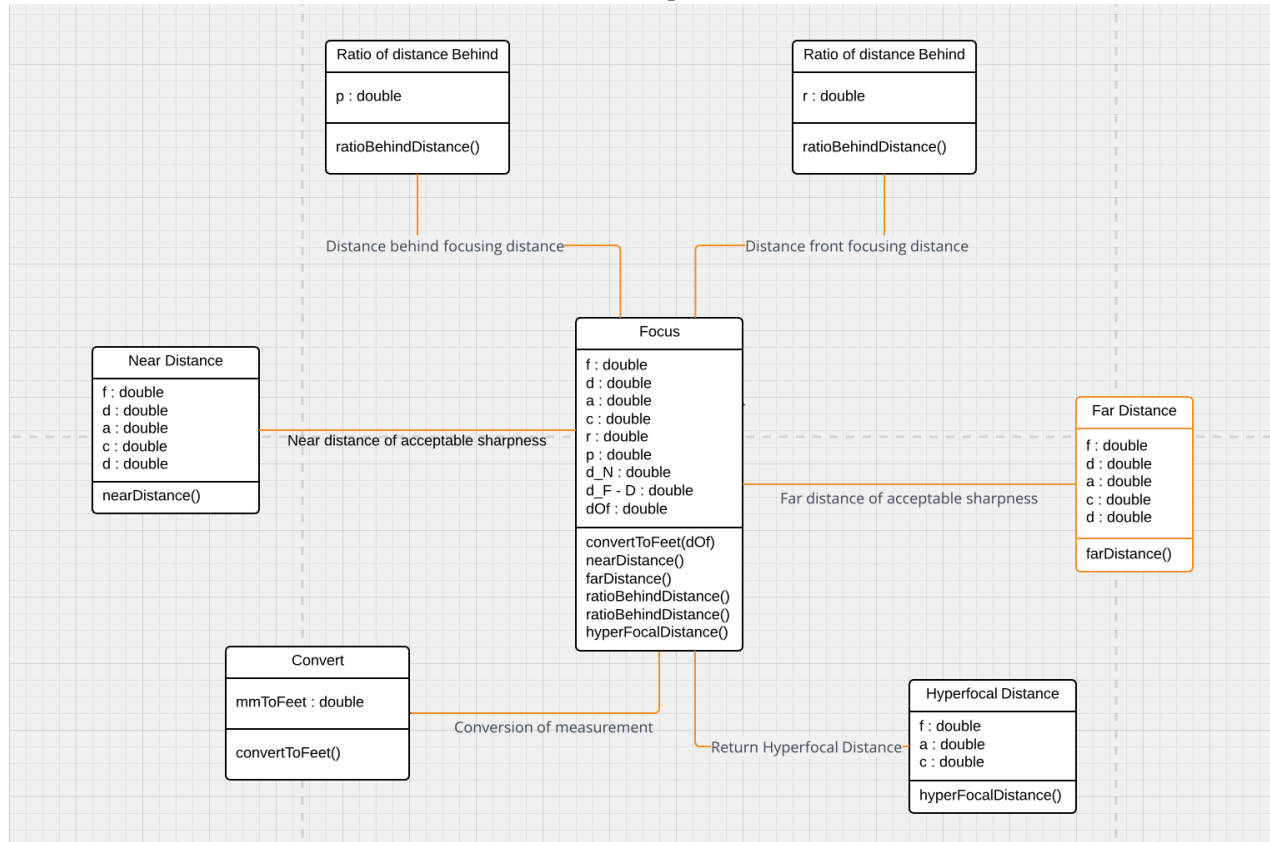 Ratio of distance Behind
p : double
ratioBehindDistance()
Ratio of distance Behind
r : double
ratioBehindDistance()
Distance behind focusing distance
Distance front focusing distance
Near Distance
f : double
d : double
a : double
c : double
d : double
nearDistance()
Near distance of acceptable sharpness
Focus
f : double
d : double
a : double
c : double
r : double
p : double
d_N : double
d_F - D : double
dOf : double
convertToFeet(dOf)
nearDistance()
farDistance()
ratioBehindDistance()
ratioBehindDistance()
hyperFocalDistance()
Far distance of acceptable sharpness
Far Distance
f : double
d : double
a : double
c : double
d : double
farDistance()
Convert
mmToFeet : double
convertToFeet()
Conversion of measurement
Return Hyperfocal Distance
Hyperfocal Distance
f : double
a : double
c : double
hyperFocalDistance()